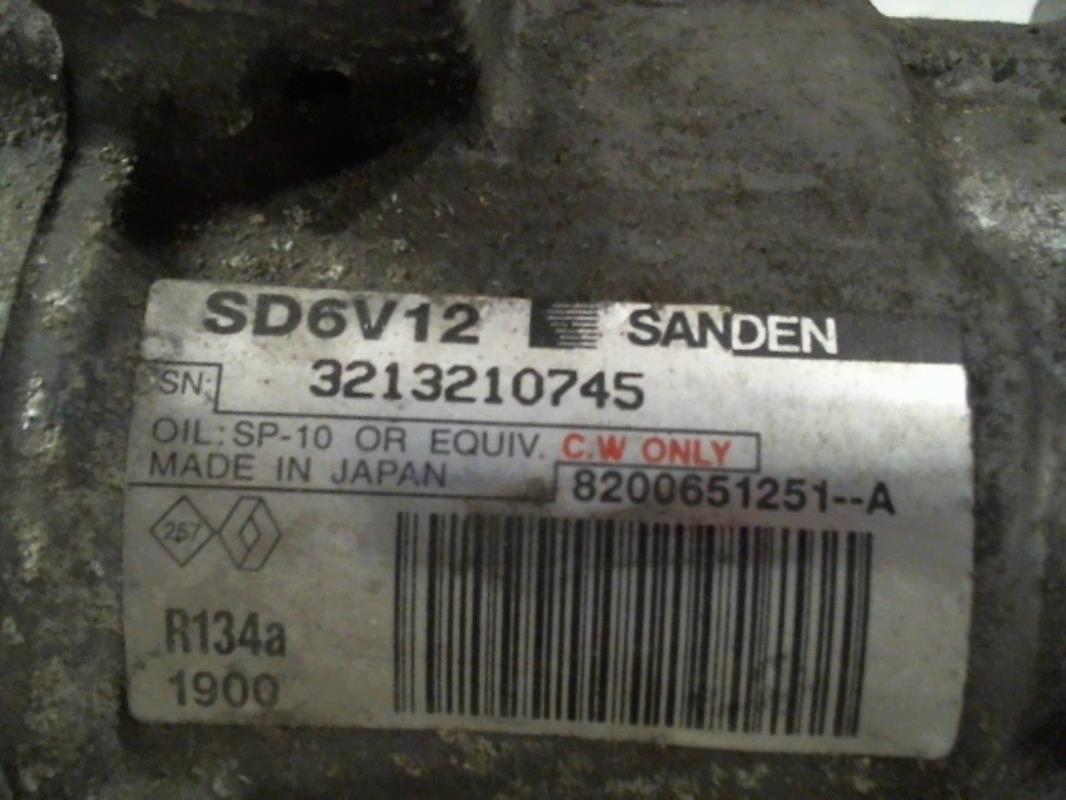 SD6V12 SANDEN
SN: 3213210745
OIL: SP-10 OR EQUIV. C.W ONLY
MADE IN JAPAN 8200651251--A
257
R134a
1900